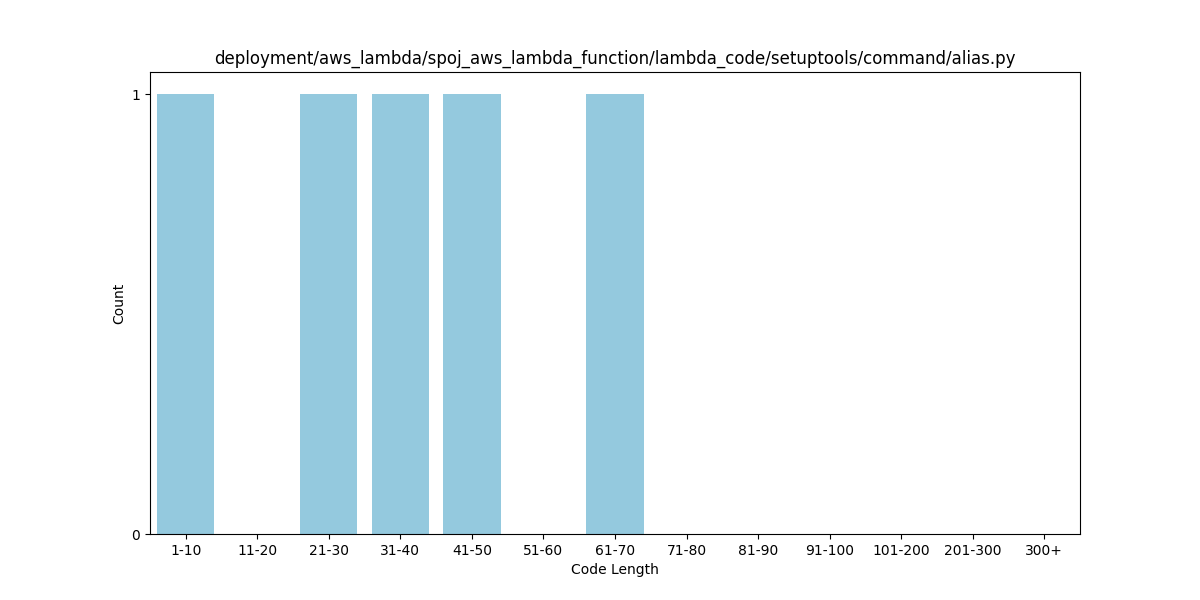 deployment/aws_lambda/spoj_aws_lambda_function/lambda_code/setuptools/command/alias.py
1
Count
0
1-10 11-20 21-30 31-40 41-50 51-60 61-70 71-80 81-90 91-100 101-200 201-300 300+
Code Length